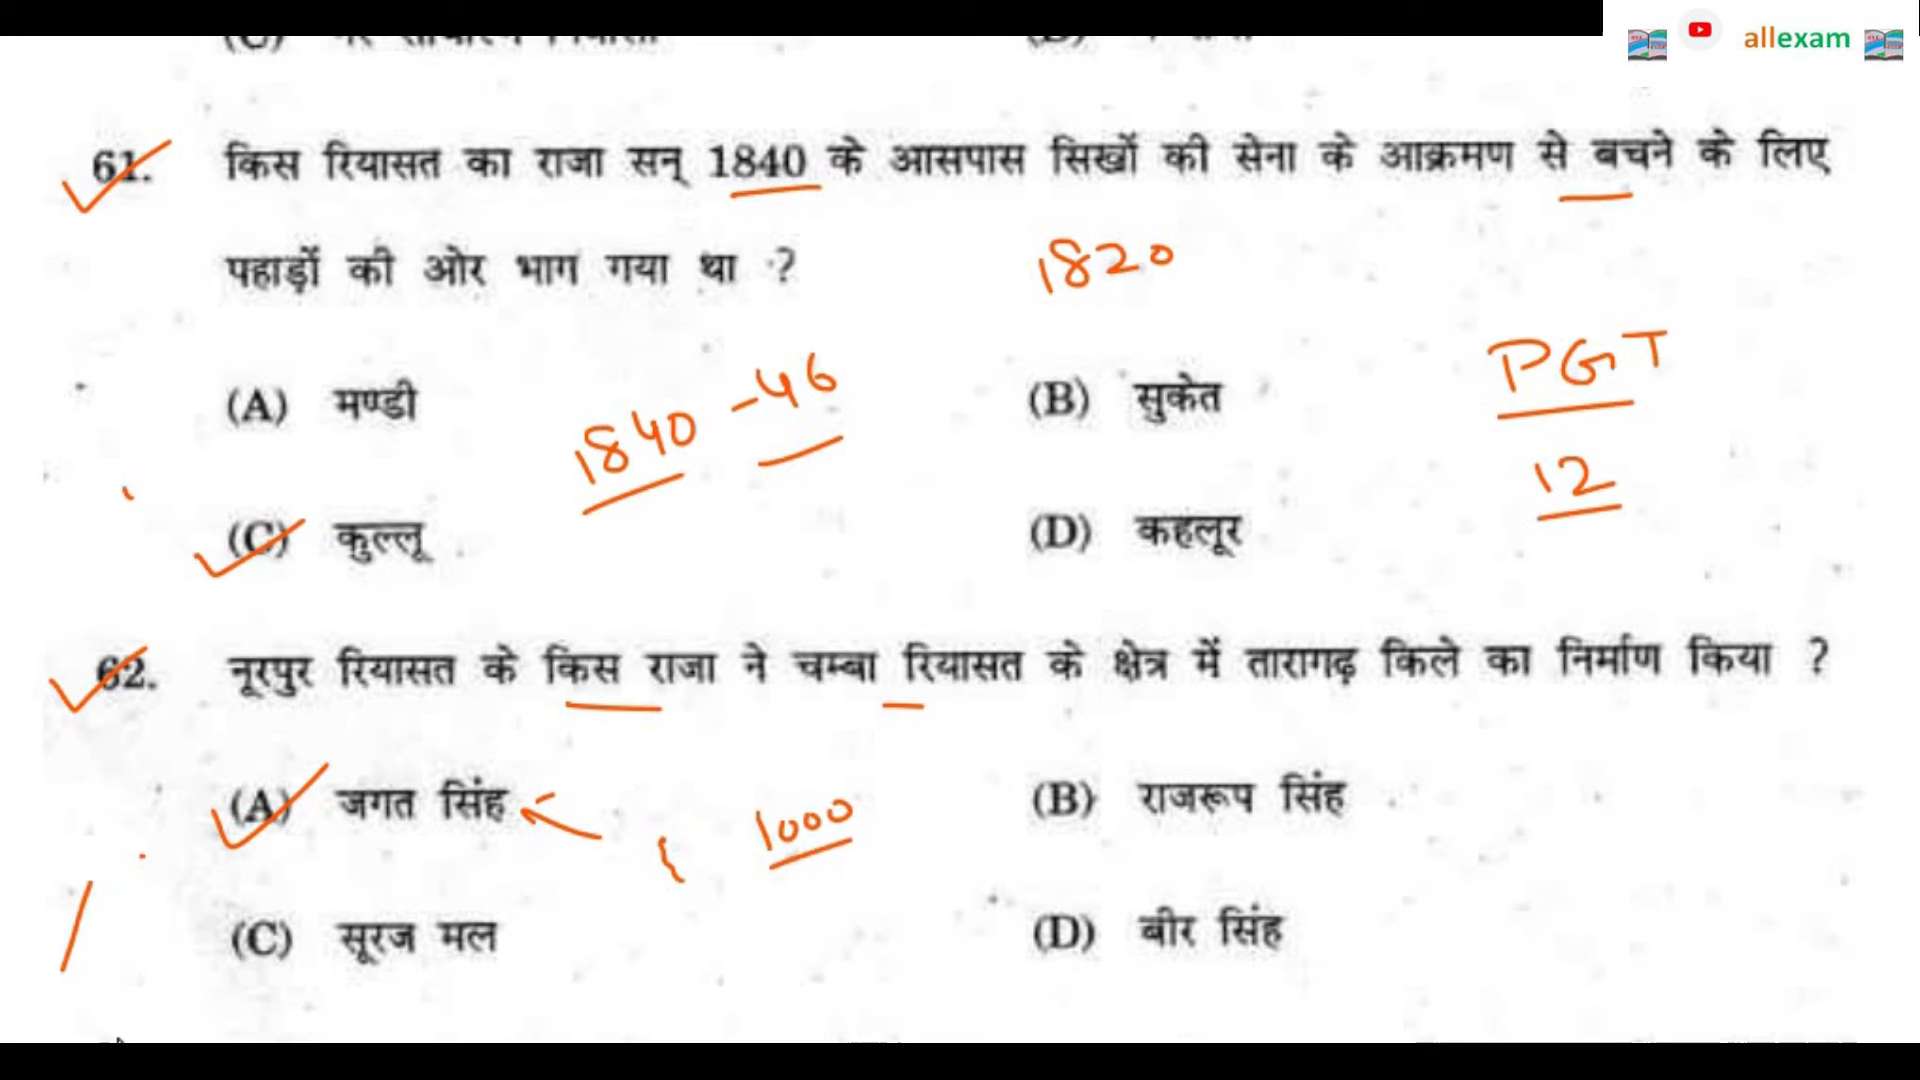 allexam
61. किस रियासत का राजा सन् 1840 के आसपास सिखों की सेना के आक्रमण से बचने के लिए
पहाड़ों की ओर भाग गया था ?
1820
PGT
(A) मण्डी
1840 -46
(B) सुकेत
12
(C) कुल्लू
(D) कहलूर
62. नूरपुर रियासत के किस राजा ने चम्बा रियासत के क्षेत्र में तारागढ़ किले का निर्माण किया ?
(A) जगत सिंह
1000
(B) राजरूप सिंह
(C) सूरज मल
(D) बीर सिंह